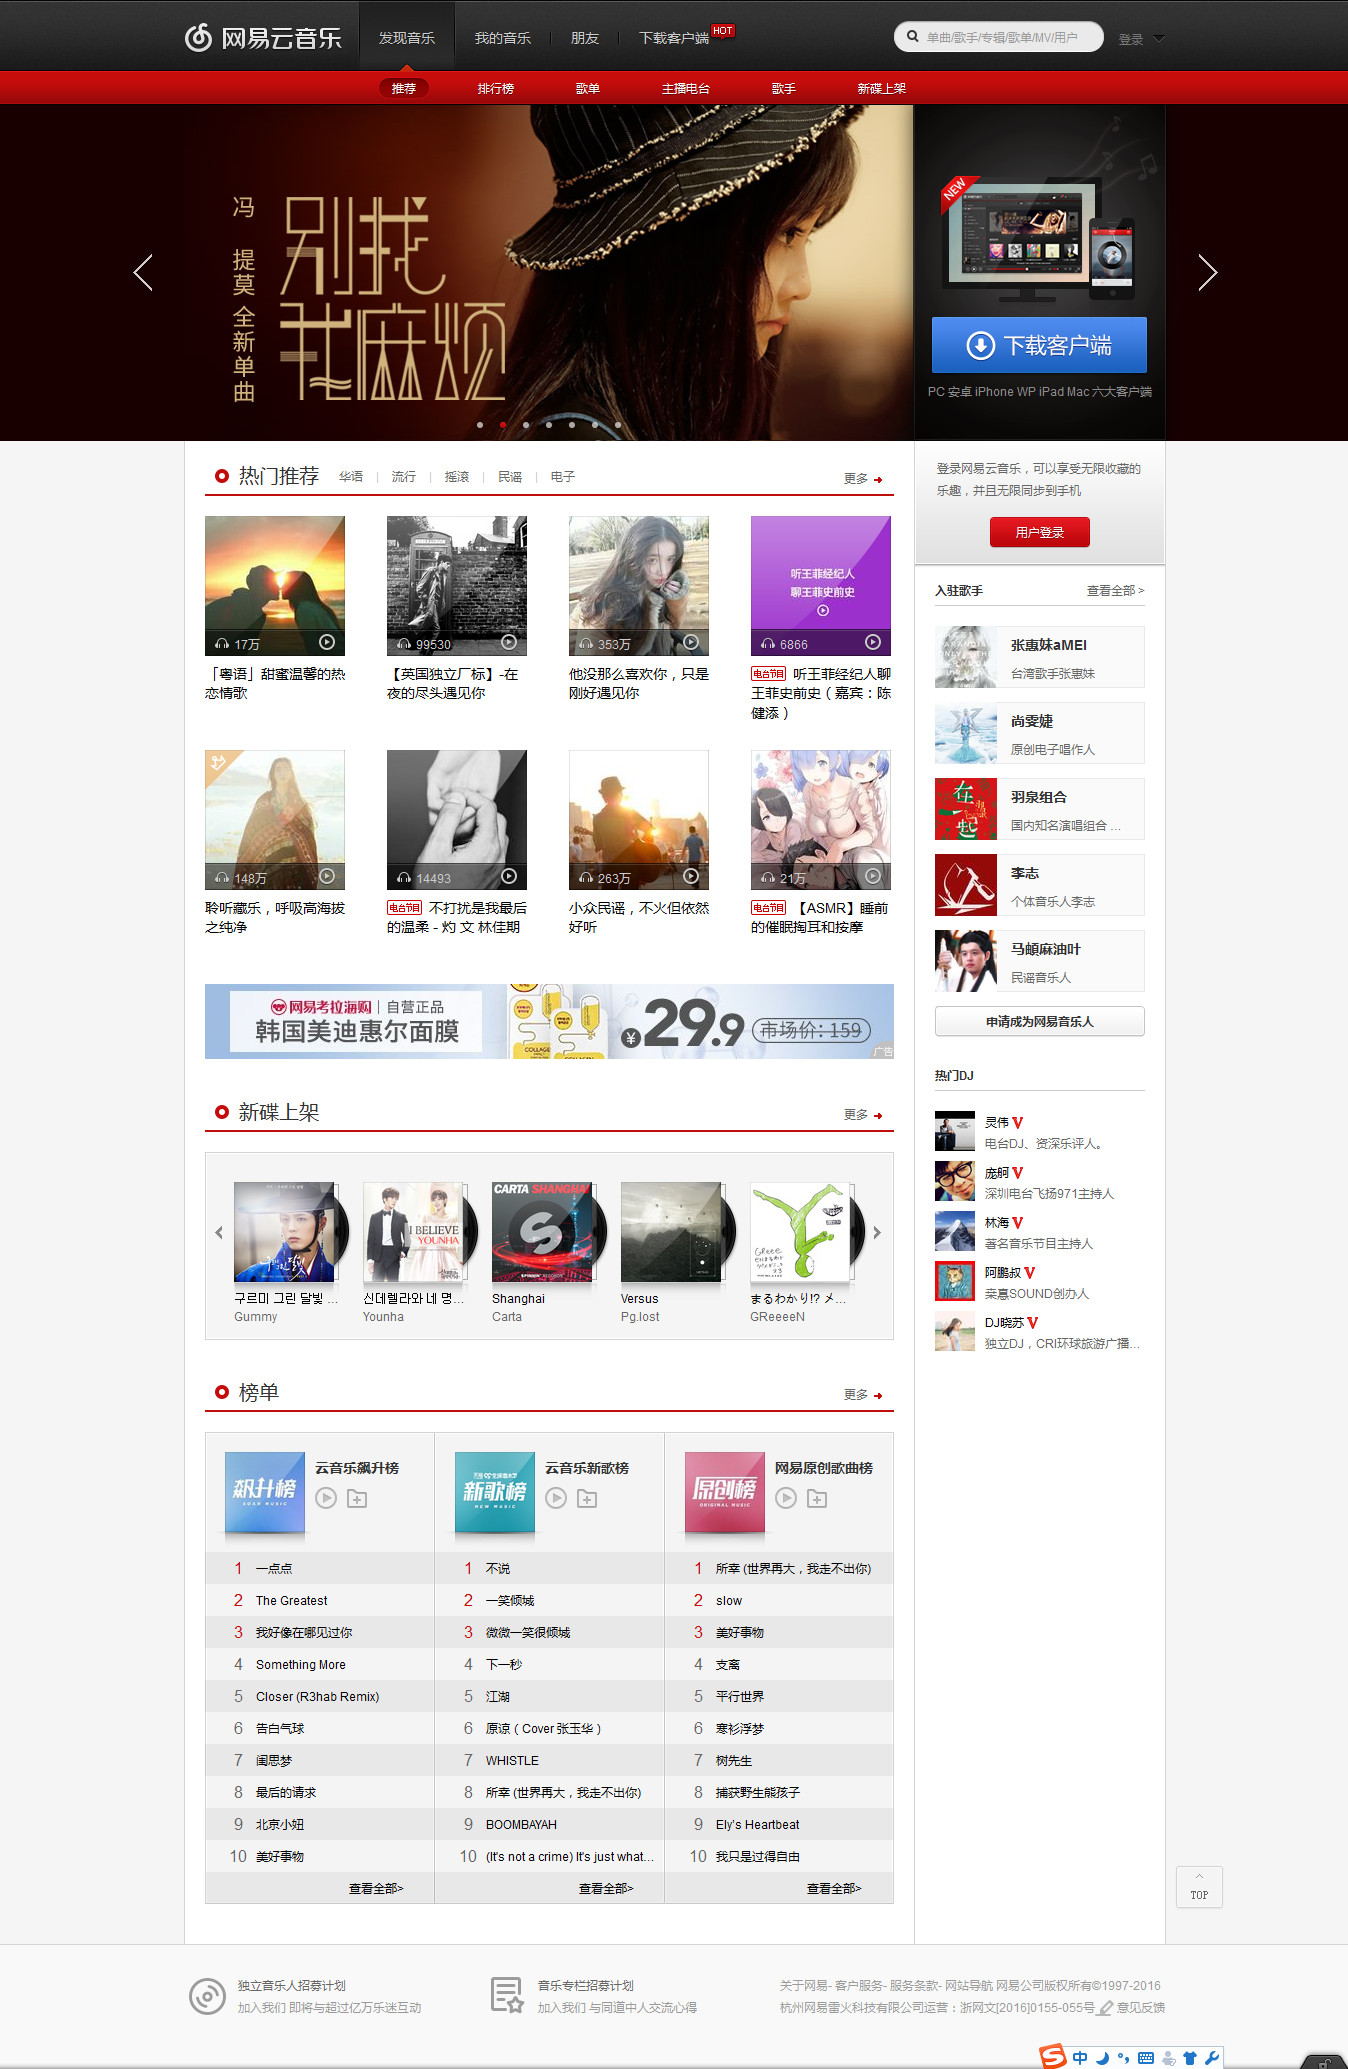 网易云音乐
发现音乐
我的音乐
朋友
下载客户端
HOT
单曲/歌手/专辑/歌单/MV/用户
登录
推荐
排行榜
歌单
主播电台
歌手
新碟上架
冯提莫全新单曲
别找我麻烦
NEW
下载客户端
PC 安卓 iPhone WP iPad Mac 六大客户端
热门推荐
华语
流行
摇滚
民谣
电子
更多
17万
「粤语」甜蜜温馨的热
恋情歌
99530
【英国独立厂标】-在
夜的尽头遇见你
353万
他没那么喜欢你，只是
刚好遇见你
听王菲经纪人
聊王菲史前史
6866
电台节目 听王菲经纪人聊
王菲史前史（嘉宾：陈
健添）
148万
聆听藏乐，呼吸高海拔
之纯净
14493
电台节目 不打扰是我最后
的温柔 - 灼 文 林佳期
263万
小众民谣，不火但依然
好听
21万
电台节目 【ASMR】睡前
的催眠掏耳和按摩
网易考拉海购 | 自营正品
韩国美迪惠尔面膜
COLLAGEN
¥29.9
市场价：159
广告
新碟上架
更多
구르미 그린 달빛 ...
Gummy
I BELIEVE
YOUNHA
신데렐라와 네 명...
Younha
CARTA SHANGHAI
SPINNIN' RECORDS
Shanghai
Carta
Versus
Pg.lost
GReeeeN
まるわかり!? メ...
GReeeeN
榜单
更多
飙升榜
SOAR MUSIC
云音乐飙升榜
1 一点点
2 The Greatest
3 我好像在哪见过你
4 Something More
5 Closer (R3hab Remix)
6 告白气球
7 闺思梦
8 最后的请求
9 北京小妞
10 美好事物
查看全部>
新歌榜
NEW MUSIC
云音乐新歌榜
1 不说
2 一笑倾城
3 微微一笑很倾城
4 下一秒
5 江湖
6 原谅（Cover 张玉华）
7 WHISTLE
8 所幸 (世界再大，我走不出你)
9 BOOMBAYAH
10 (It's not a crime) It's just what...
查看全部>
原创榜
ORIGINAL MUSIC
网易原创歌曲榜
1 所幸 (世界再大，我走不出你)
2 slow
3 美好事物
4 支离
5 平行世界
6 寒衫浮梦
7 树先生
8 捕获野生熊孩子
9 Ely's Heartbeat
10 我只是过得自由
查看全部>
登录网易云音乐，可以享受无限收藏的
乐趣，并且无限同步到手机
用户登录
入驻歌手
查看全部 >
张惠妹aMEI
台湾歌手张惠妹
尚雯婕
原创电子唱作人
在一起
羽泉组合
国内知名演唱组合 ...
李志
个体音乐人李志
马頔麻油叶
民谣音乐人
申请成为网易音乐人
热门DJ
灵伟 V
电台DJ、资深乐评人。
庞舸 V
深圳电台飞扬971主持人
林海 V
著名音乐节目主持人
阿鹏叔 V
菜惪SOUND创办人
DJ晓苏 V
独立DJ，CRI环球旅游广播...
TOP
独立音乐人招募计划
加入我们 即将与超过亿万乐迷互动
音乐专栏招募计划
加入我们 与同道中人交流心得
关于网易- 客户服务- 服务条款- 网站导航 网易公司版权所有©1997-2016
杭州网易雷火科技有限公司运营：浙网文[2016]0155-055号 意见反馈
中